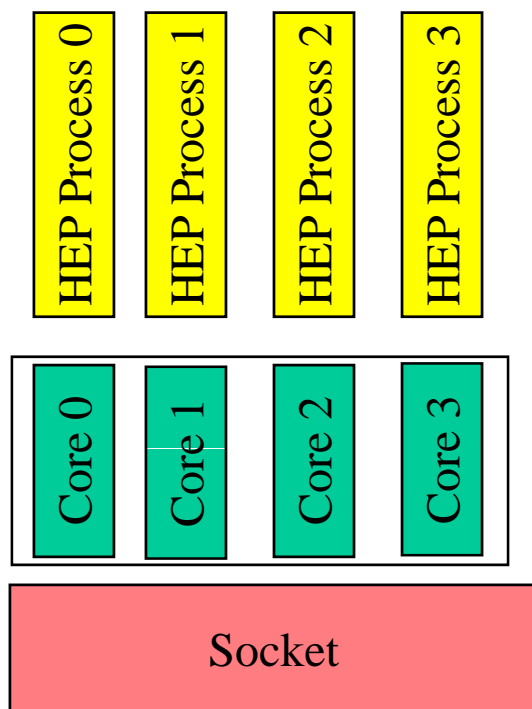 HEP Process 0
HEP Process 1
HEP Process 2
HEP Process 3
Core 0
Core 1
Core 2
Core 3
Socket